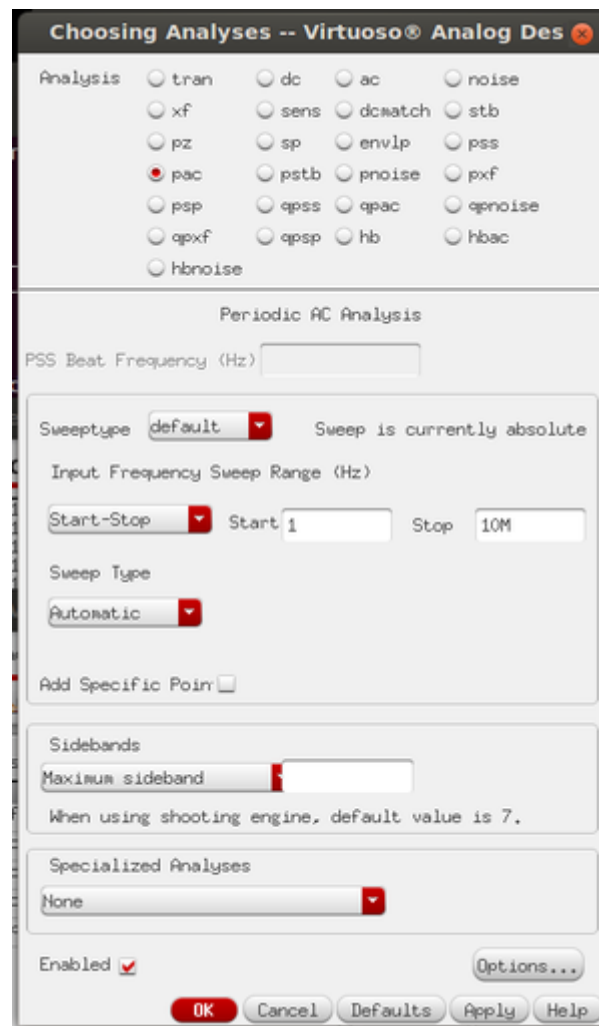 Choosing Analyses -- Virtuoso® Analog Des
Analysis tran dc ac noise
xf sens dcmatch stb
pz sp envlp pss
pac pstb pnoise pxf
psp qpss qpac qpnoise
qpxf qpsp hb hbac
hbnoise
Periodic AC Analysis
PSS Beat Frequency (Hz)
Sweeptype default Sweep is currently absolute
Input Frequency Sweep Range (Hz)
Start-Stop Start 1 Stop 10M
Sweep Type
Automatic
Add Specific Poin
Sidebands
Maximum sideband
When using shooting engine, default value is 7.
Specialized Analyses
None
Enabled Options...
OK Cancel Defaults Apply Help